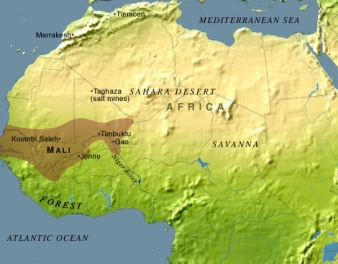 Tlemcen
MEDITERRANEAN SEA
Marrakesh
Taghaza
(salt mines)
SAHARA DESERT
AFRICA
Koumbi Saleh
Timbuktu
Gao
MALI
Jenne
SAVANNA
Niger River
FOREST
ATLANTIC OCEAN